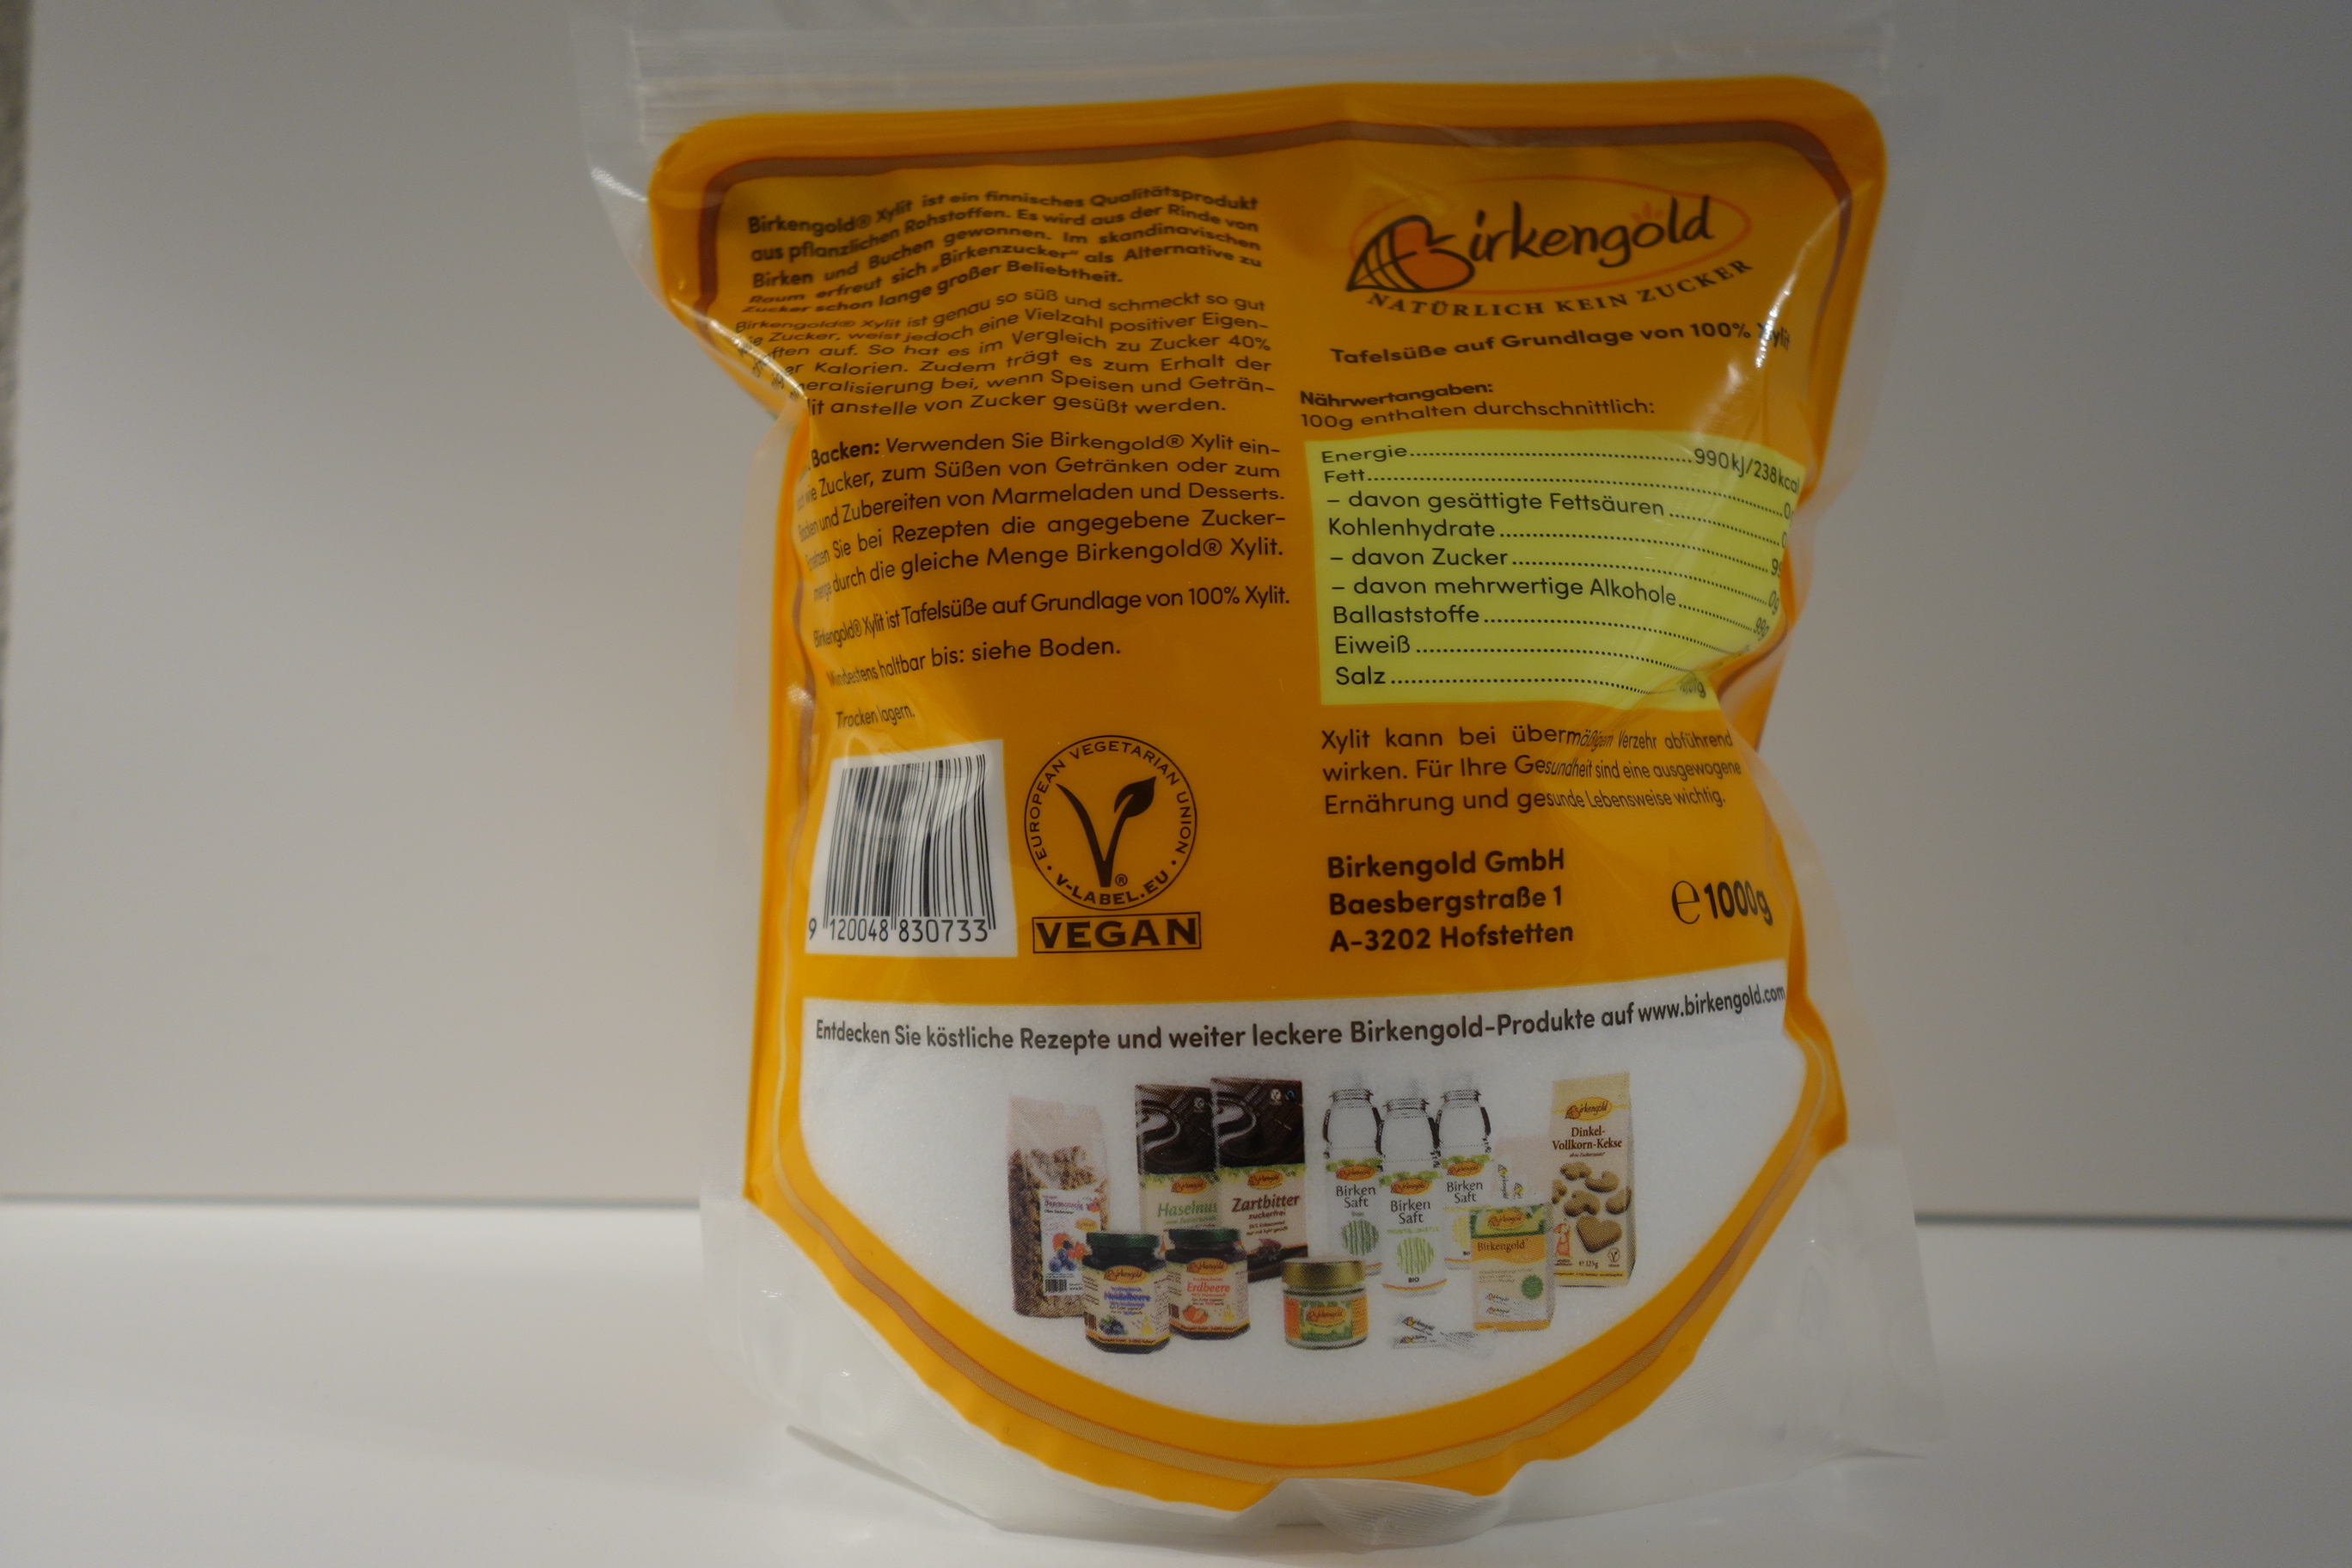 Birkengold® Xylit ist ein finnisches Qualitätsprodukt
aus pflanzlichen Rohstoffen. Es wird aus der Rinde von
Birken und Buchen gewonnen. Im skandinavischen
Raum erfreut sich „Birkenzucker" als Alternative zu
Zucker schon lange großer Beliebtheit.
Birkengold® Xylit ist genau so süß und schmeckt so gut
Zucker, weist jedoch eine Vielzahl positiver Eigen-
auf. So hat es im Vergleich zu Zucker 40%
Kalorien. Zudem trägt es zum Erhalt der
bei, wenn Speisen und Geträn-
anstelle von Zucker gesüßt werden.
Backen: Verwenden Sie Birkengold® Xylit ein-
wie Zucker, zum Süßen von Getränken oder zum
Backen und Zubereiten von Marmeladen und Desserts.
Sie bei Rezepten die angegebene Zucker-
menge durch die gleiche Menge Birkengold® Xylit.
Birkengold® Xylit ist Tafelsüße auf Grundlage von 100% Xylit.
Mindestens haltbar bis: siehe Boden.
Trocken lagern.
9 120048 830733
EUROPEAN VEGETARIAN UNION
V-LABEL.EU
®
VEGAN
Birkengold
NATÜRLICH KEIN ZUCKER
Tafelsüße auf Grundlage von 100% Xylit
Nährwertangaben:
100g enthalten durchschnittlich:
Energie....................990kJ/238kcal
Fett....................
– davon gesättigte Fettsäuren....................
Kohlenhydrate....................
– davon Zucker....................0g
– davon mehrwertige Alkohole....................99g
Ballaststoffe....................
Eiweiß....................
Salz....................
Xylit kann bei übermäßigem Verzehr abführend
wirken. Für Ihre Gesundheit sind eine ausgewogene
Ernährung und gesunde Lebensweise wichtig.
Birkengold GmbH
Baesbergstraße 1
A-3202 Hofstetten
℮ 1000g
Entdecken Sie köstliche Rezepte und weiter leckere Birkengold-Produkte auf www.birkengold.com
Haselnus
Zartbitter
zuckerfrei
Birken
Saft
Birken
Saft
BIO
Birken
Saft
Birkengold
Dinkel-
Vollkorn-Kekse
℮ 125g
Heidelbeere
Erdbeere
Birkengold
Birkengold